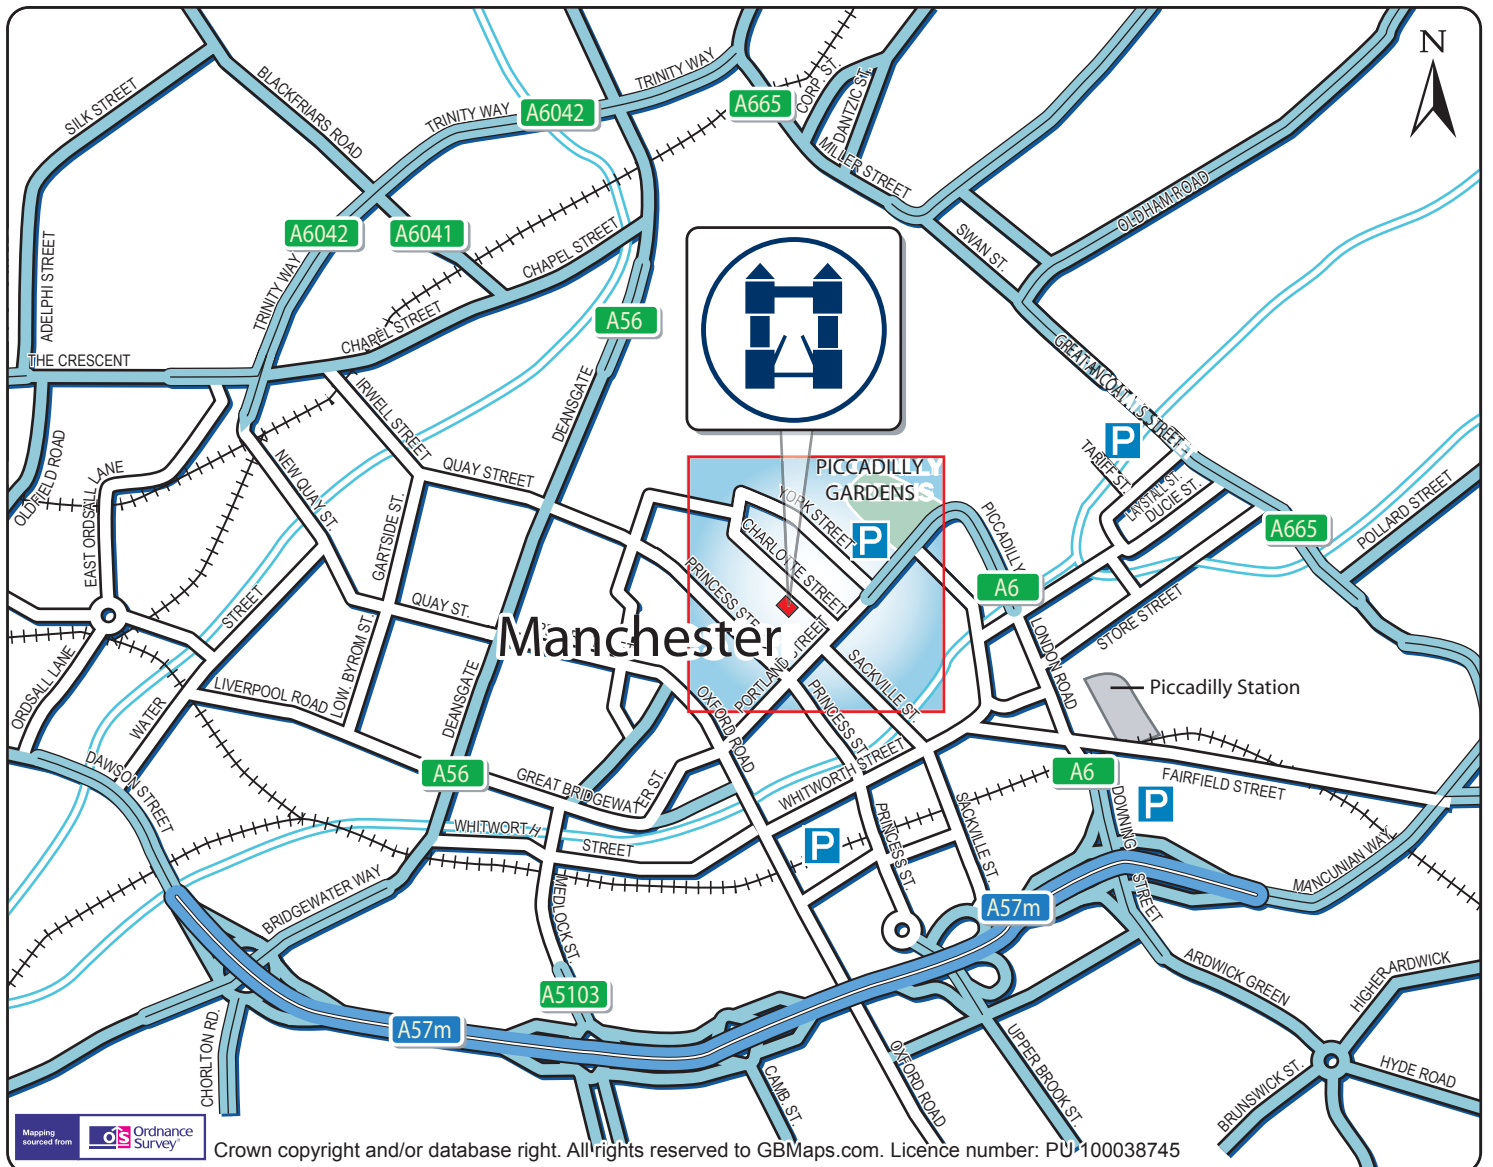 N
SILK STREET
BLACKFRIARS ROAD
TRINITY WAY
A6042
TRINITY WAY
A665
CORP. ST.
DANTZIC ST.
MILLER STREET
OLDHAM ROAD
SWAN ST.
ADELPHI STREET
A6042
A6041
TRINITY WAY
CHAPEL STREET
CHAPEL STREET
A56
THE CRESCENT
IRWELL STREET
DEANSGATE
GREAT ANCOATS STREET
P
TARIFF ST.
LAYSTALL ST.
DUCIE ST.
OLDFIELD ROAD
EAST ORDSALL LANE
NEW QUAY ST.
QUAY STREET
GARTSIDE ST.
PICCADILLY
GARDENS
YORK STREET
P
CHARLOTTE STREET
PICCADILLY
A665
POLLARD STREET
A6
PRINCESS STREET
STORE STREET
LONDON ROAD
STREET
QUAY ST.
LOW. BYROM ST.
Manchester
PORTLAND STREET
SACKVILLE ST.
ORDSALL LANE
WATER
LIVERPOOL ROAD
DEANSGATE
OXFORD ROAD
PRINCESS ST.
Piccadilly Station
DAWSON STREET
A56
GREAT BRIDGEWATER ST.
WHITWORTH STREET
A6
FAIRFIELD STREET
WHITWORTH
STREET
P
PRINCESS ST.
SACKVILLE ST.
DOWNING
STREET
P
MANCUNIAN WAY
BRIDGEWATER WAY
MEDLOCK ST.
A57m
A5103
A57m
ARDWICK GREEN
HIGHER ARDWICK
CHORLTON RD.
CAMB. ST.
OXFORD ROAD
UPPER BROOK ST.
BRUNSWICK ST.
HYDE ROAD
Mapping
sourced from
os
Ordnance
Survey®
Crown copyright and/or database right. All rights reserved to GBMaps.com. Licence number: PU 100038745